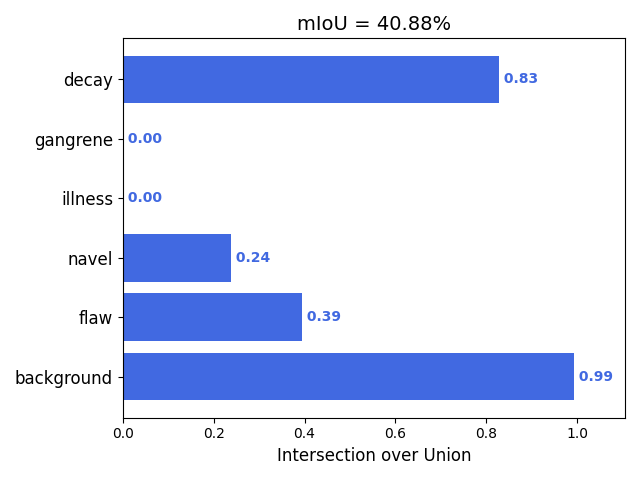 mIoU = 40.88%
decay 0.83
gangrene 0.00
illness 0.00
navel 0.24
flaw 0.39
background 0.99
0.0 0.2 0.4 0.6 0.8 1.0
Intersection over Union